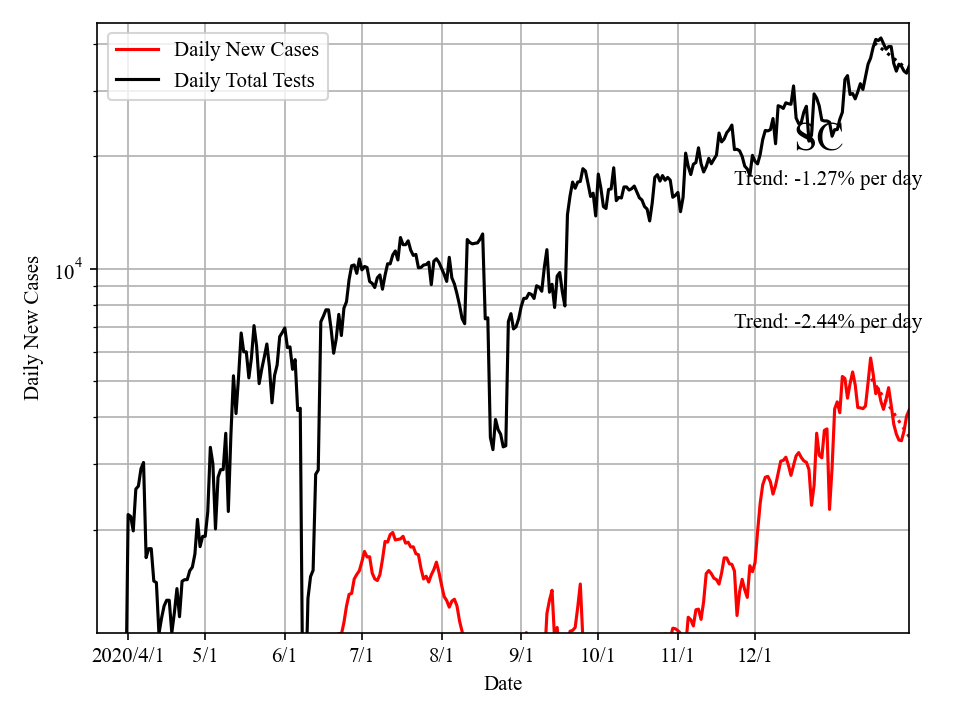 Daily New Cases
Daily Total Tests
SC
Trend: -1.27% per day
Trend: -2.44% per day
10^4
Daily New Cases
2020/4/1 5/1 6/1 7/1 8/1 9/1 10/1 11/1 12/1
Date